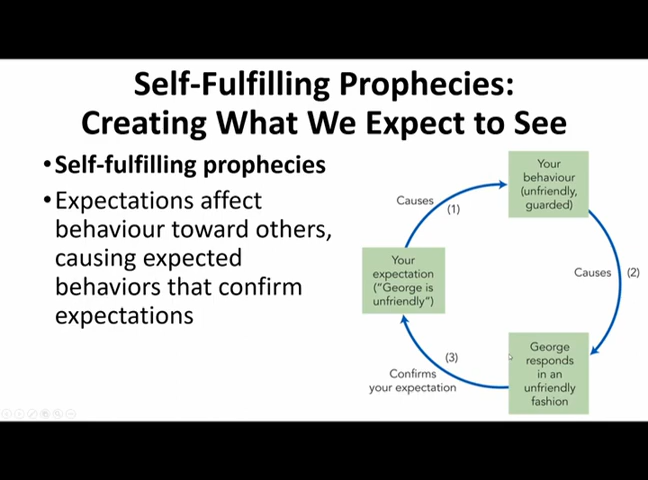 Self-Fulfilling Prophecies:
Creating What We Expect to See
•Self-fulfilling prophecies
•Expectations affect
behaviour toward others,
causing expected
behaviors that confirm
expectations
Your
behaviour
(unfriendly,
guarded)
Causes
(1)
Your
expectation
("George is
unfriendly")
Causes
(2)
George
responds
in an
unfriendly
fashion
(3)
Confirms
your expectation